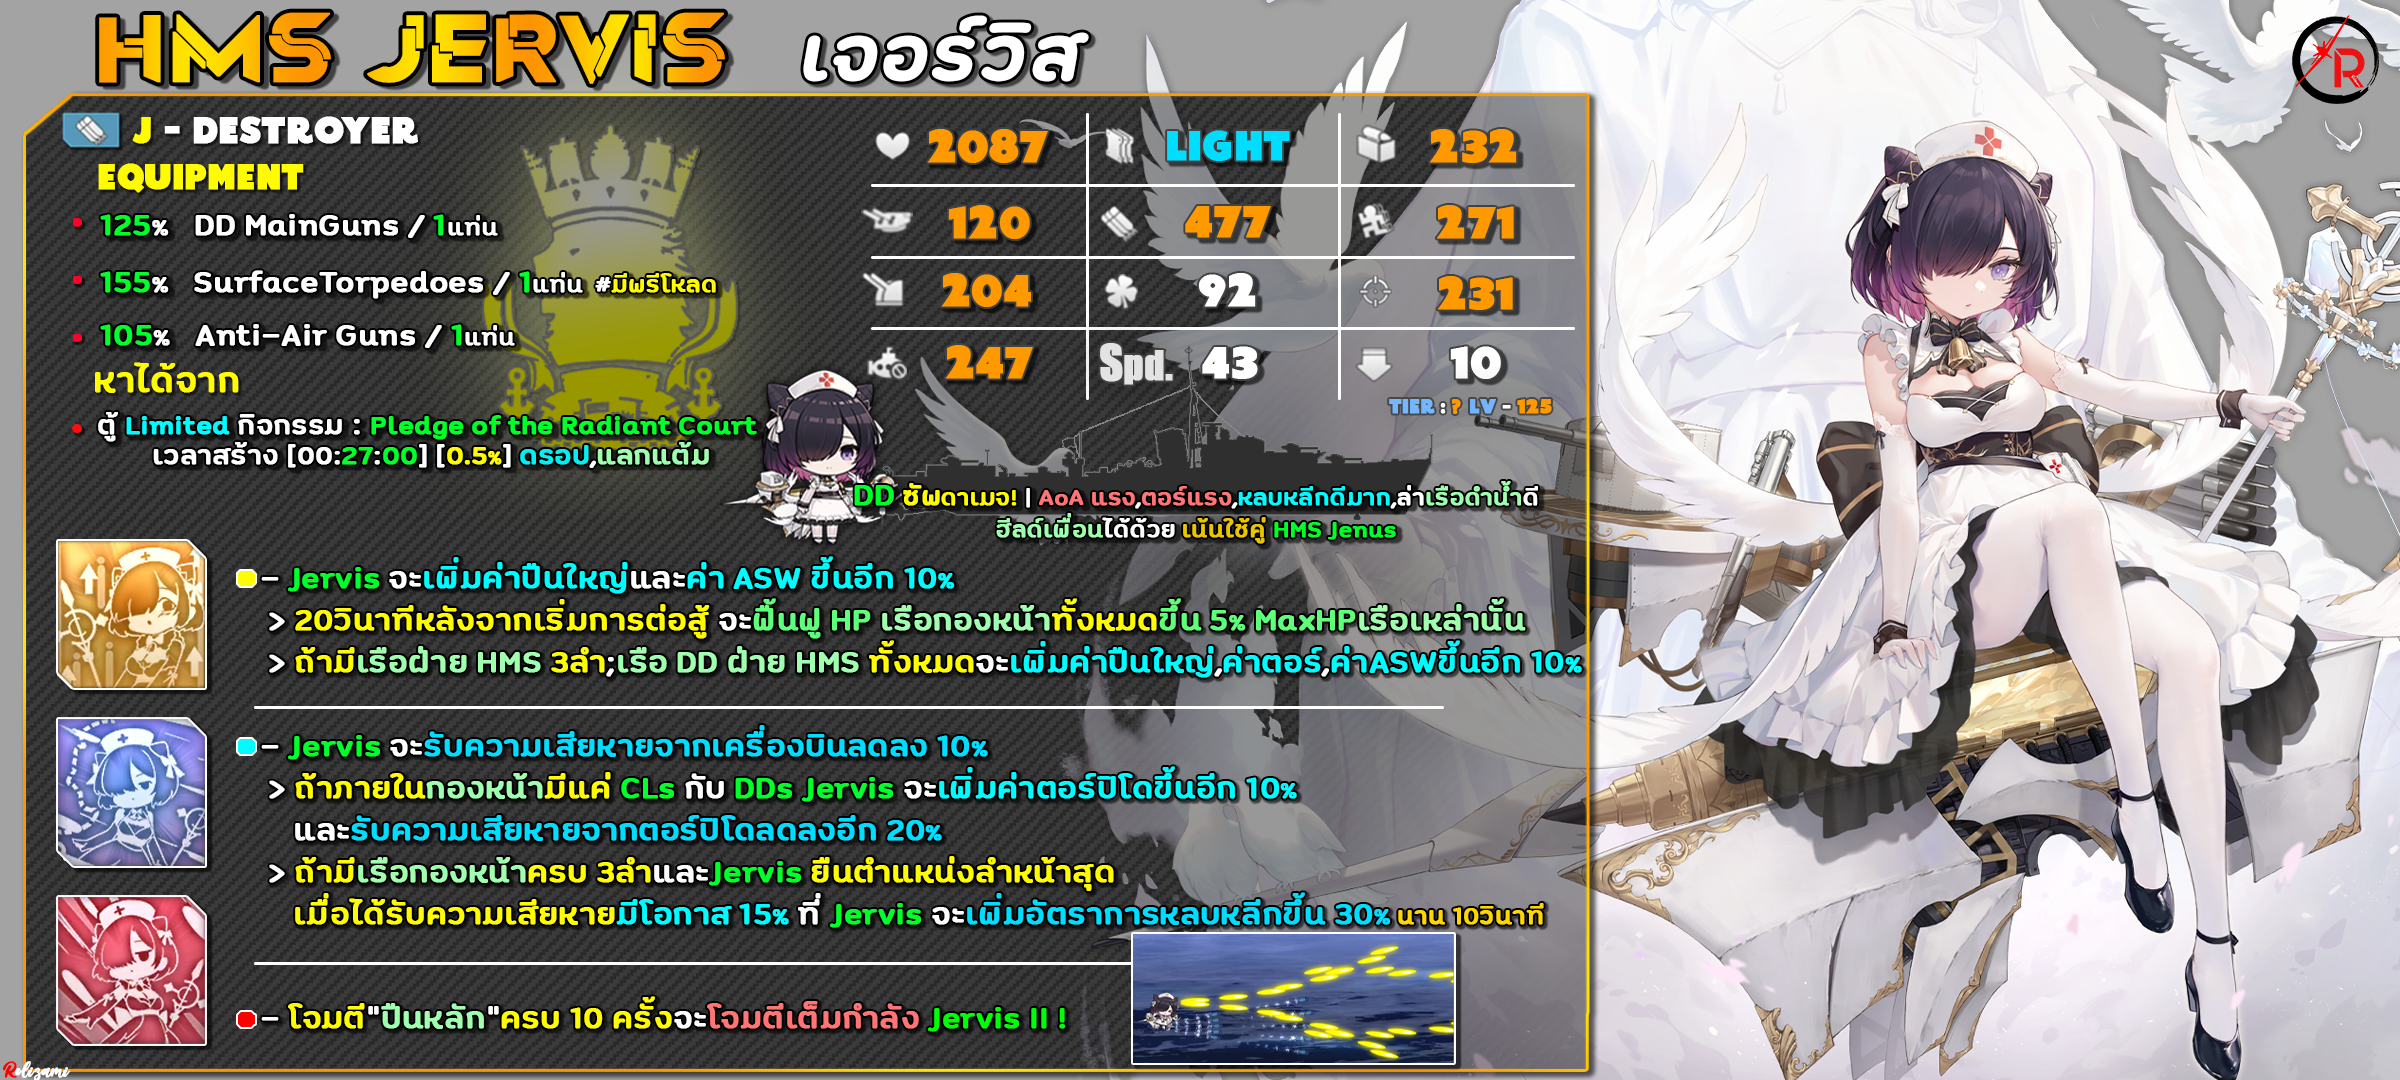 HMS JERVIS เจอร์วิส
R
J - DESTROYER
EQUIPMENT
125% DD MainGuns / 1แท่น
155% SurfaceTorpedoes / 1แท่น #มีพรีโหลด
105% Anti-Air Guns / 1แท่น
หาได้จาก
ตู้ Limited กิจกรรม : Pledge of the Radiant Court
เวลาสร้าง [00:27:00] [0.5%] ดรอป,แลกแต้ม
2087 LIGHT 232
120 477 271
204 92 231
247 Spd. 43 10
TIER : ? LV - 125
DD ซัฟดาเมจ! | AoA แรง,ตอร์แรง,หลบหลีกดีมาก,ล่าเรือดำน้ำดี
ฮีลด์เพื่อนได้ด้วย เน้นใช้คู่ HMS Jenus
- Jervis จะเพิ่มค่าปืนใหญ่และค่า ASW ขึ้นอีก 10%
> 20วินาทีหลังจากเริ่มการต่อสู้ จะฟื้นฟู HP เรือกองหน้าทั้งหมดขึ้น 5% MaxHPเรือเหล่านั้น
> ถ้ามีเรือฝ่าย HMS 3ลำ;เรือ DD ฝ่าย HMS ทั้งหมดจะเพิ่มค่าปืนใหญ่,ค่าตอร์,ค่าASWขึ้นอีก 10%
- Jervis จะรับความเสียหายจากเครื่องบินลดลง 10%
> ถ้าภายในกองหน้ามีแค่ CLs กับ DDs Jervis จะเพิ่มค่าตอร์ปิโดขึ้นอีก 10%
และรับความเสียหายจากตอร์ปิโดลดลงอีก 20%
> ถ้ามีเรือกองหน้าครบ 3ลำและJervis ยืนตำแหน่งลำหน้าสุด
เมื่อได้รับความเสียหายมีโอกาส 15% ที่ Jervis จะเพิ่มอัตราการหลบหลีกขึ้น 30% นาน 10วินาที
- โจมตี"ปืนหลัก"ครบ 10 ครั้งจะโจมตีเต็มกำลัง Jervis II !
Rolezami